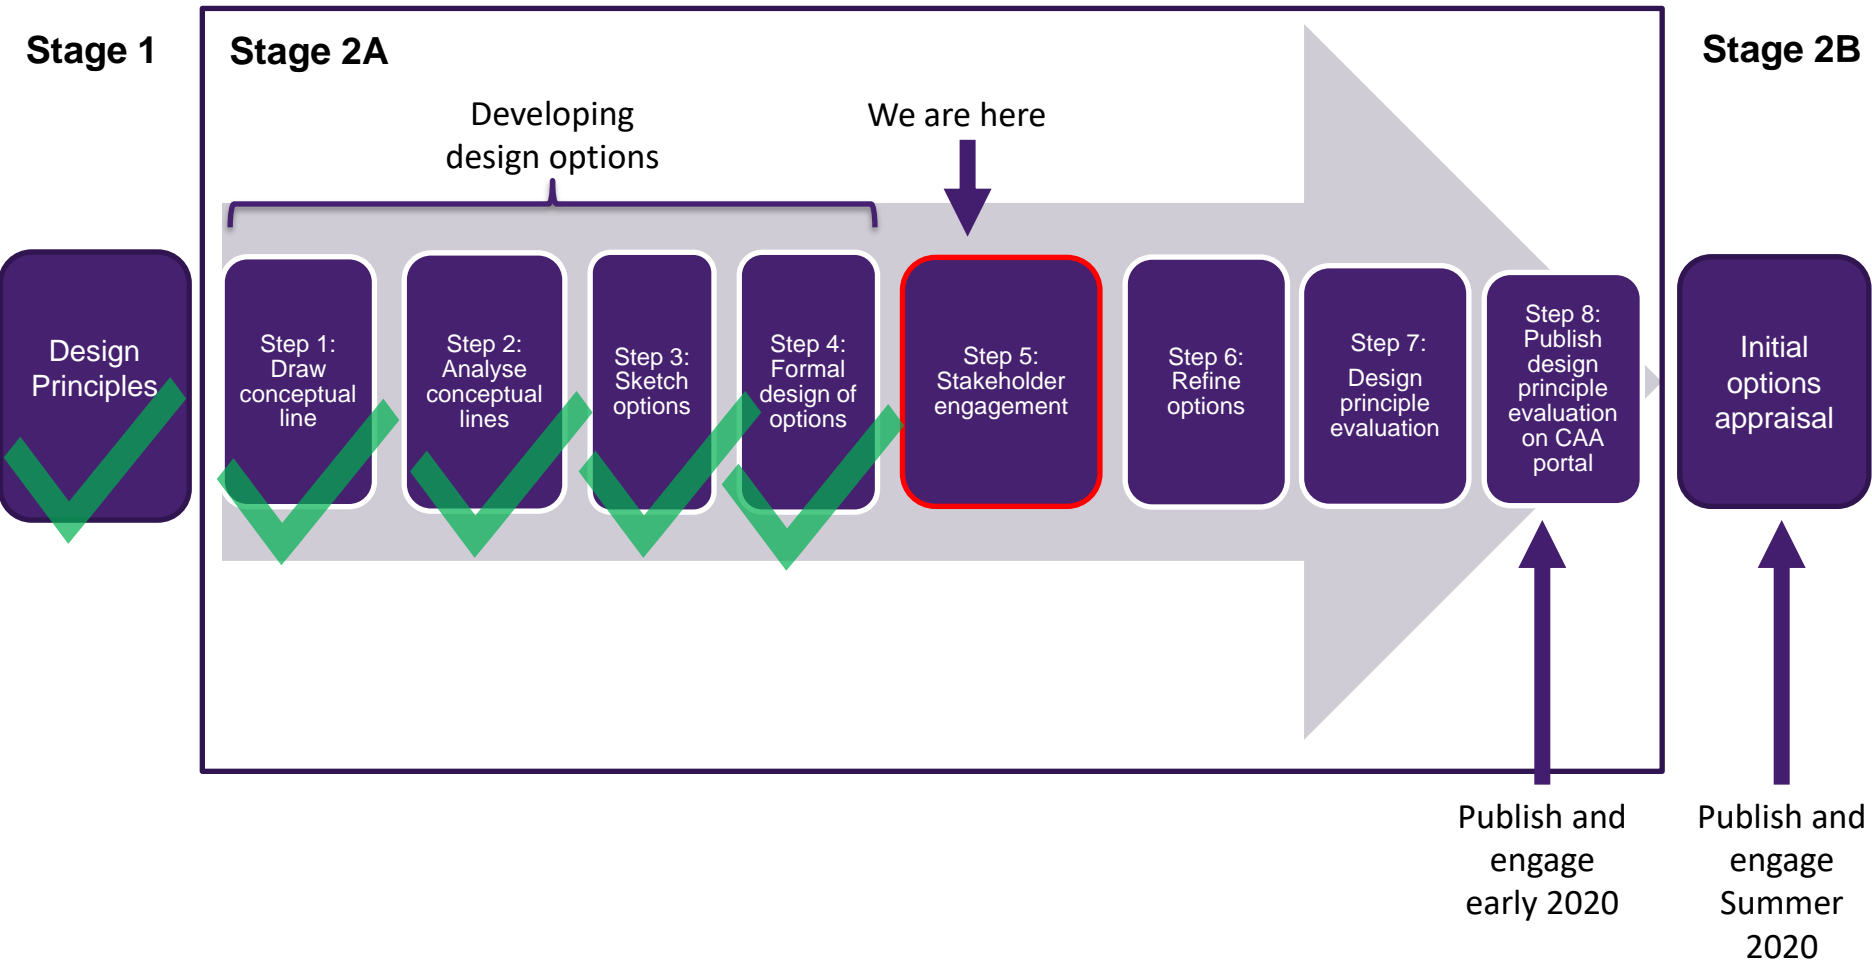 Stage 1
Stage 2A
Stage 2B
Developing
design options
We are here
Design
Principles
Step 1:
Draw
conceptual
line
Step 2:
Analyse
conceptual
lines
Step 3:
Sketch
options
Step 4:
Formal
design of
options
Step 5:
Stakeholder
engagement
Step 6:
Refine
options
Step 7:
Design
principle
evaluation
Step 8:
Publish
design
principle
evaluation
on CAA
portal
Initial
options
appraisal
Publish and
engage
early 2020
Publish and
engage
Summer
2020